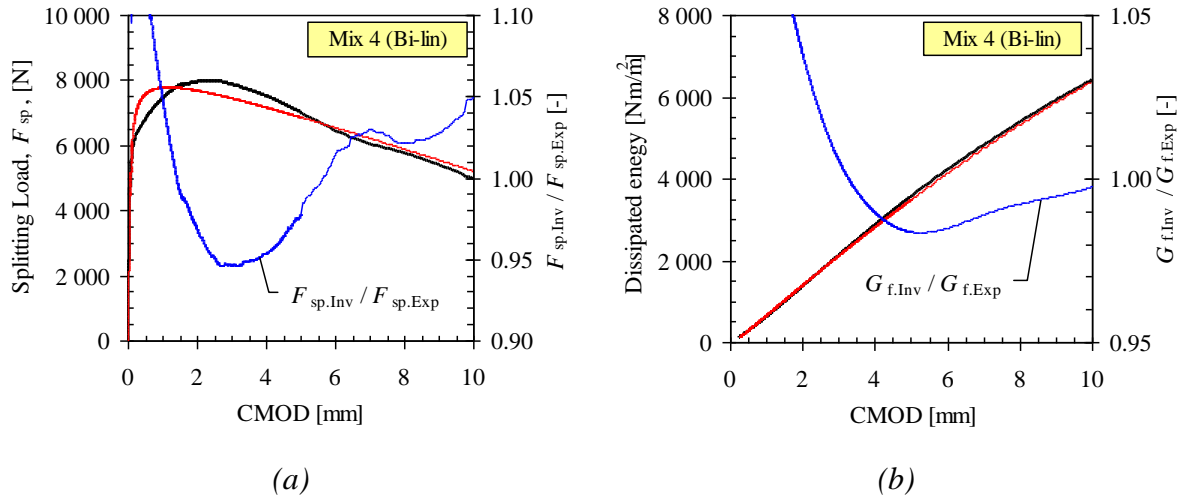 10 000
8 000
6 000
4 000
2 000
0
Splitting Load, F sp, [N]
Mix 4 (Bi-lin)
F sp.Inv / F sp.Exp
1.10
1.05
1.00
0.95
0.90
F sp.Inv / F sp.Exp [-]
0 2 4 6 8 10
CMOD [mm]
(a)
8 000
6 000
4 000
2 000
0
Dissipated enegy [Nm/m2]
Mix 4 (Bi-lin)
G f.Inv / G f.Exp
1.05
1.00
0.95
G f.Inv / G f.Exp [-]
0 2 4 6 8 10
CMOD [mm]
(b)